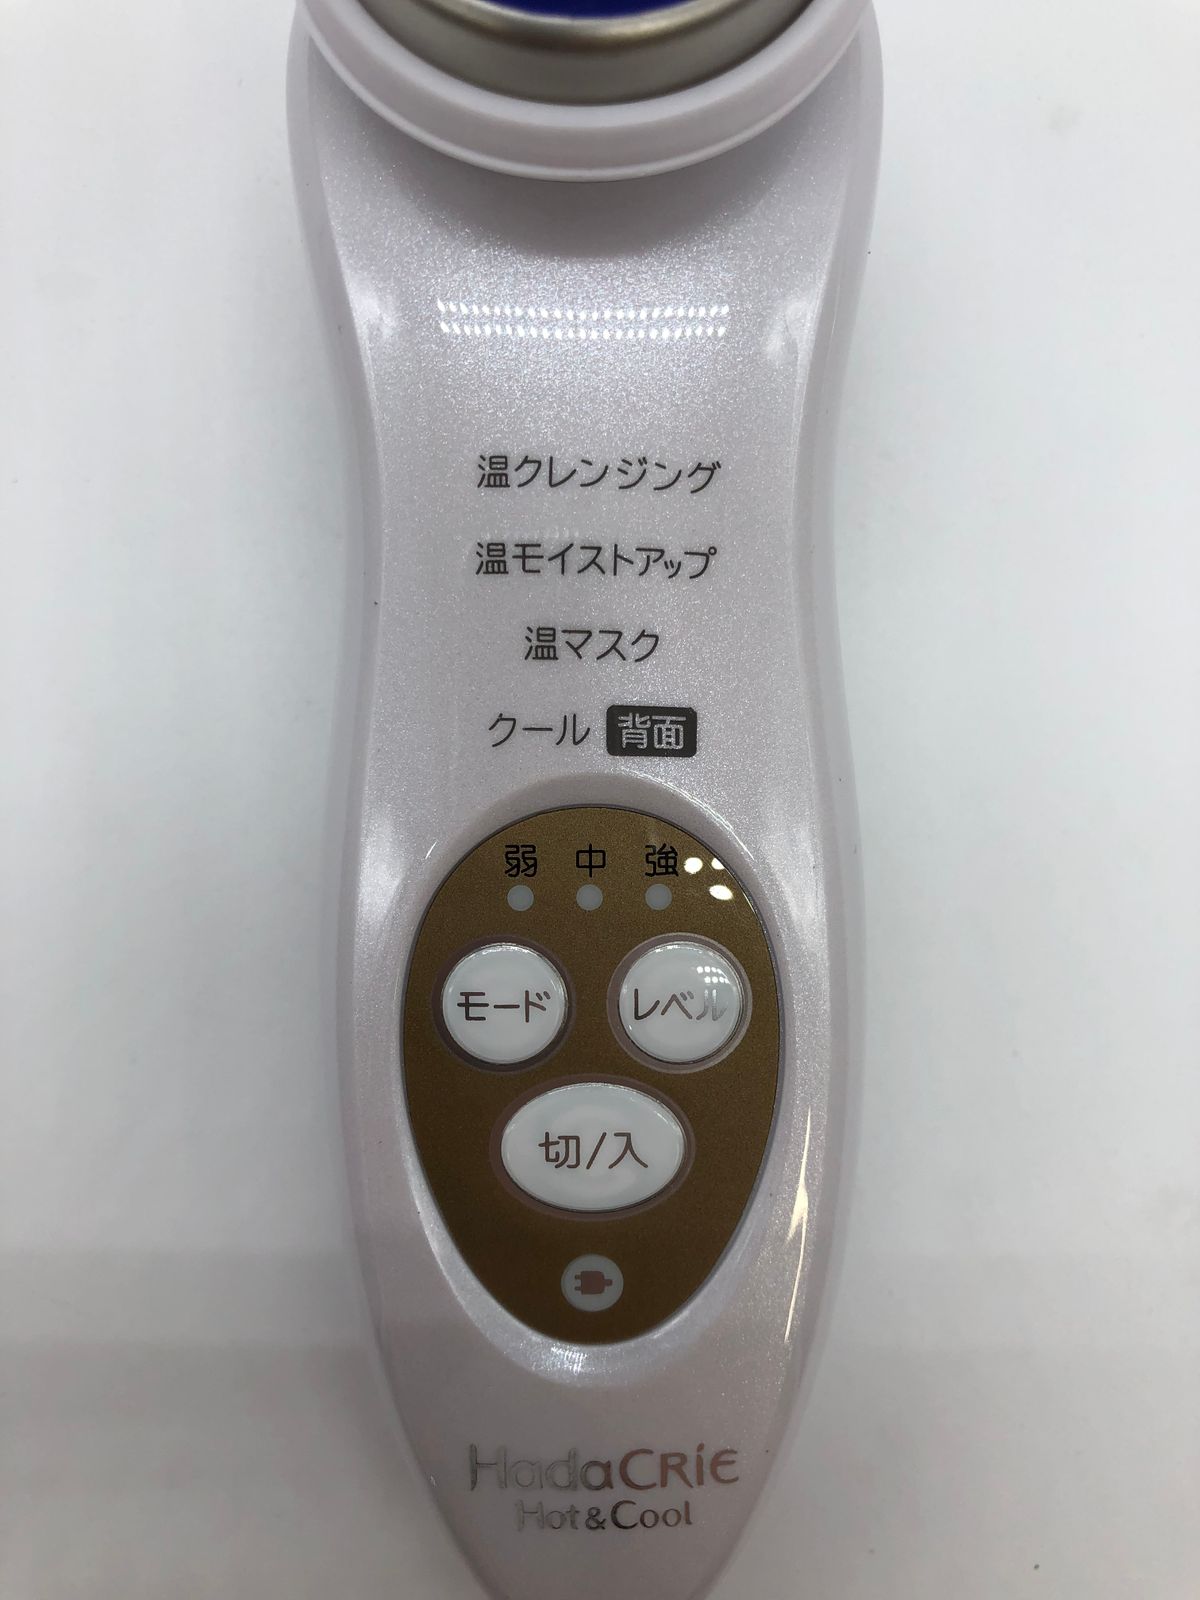 温クレンジング
温モイストアップ
温マスク
クール 背面
弱 中 強
モード レベル
切/入
HadaCRiE
Hot&Cool